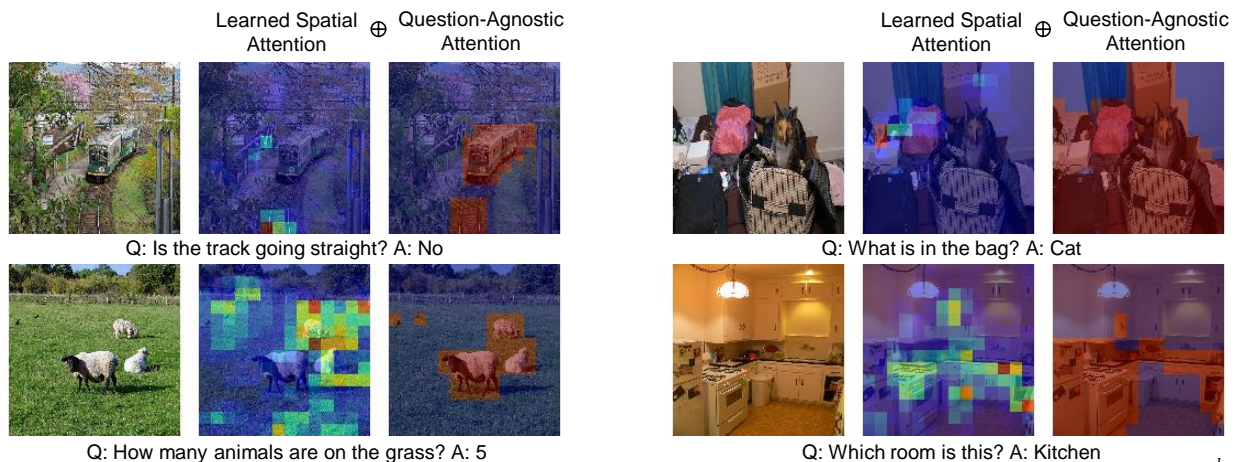 Learned Spatial Attention ⊕ Question-Agnostic Attention
Learned Spatial Attention ⊕ Question-Agnostic Attention
Q: Is the track going straight? A: No
Q: What is in the bag? A: Cat
Q: How many animals are on the grass? A: 5
Q: Which room is this? A: Kitchen
,